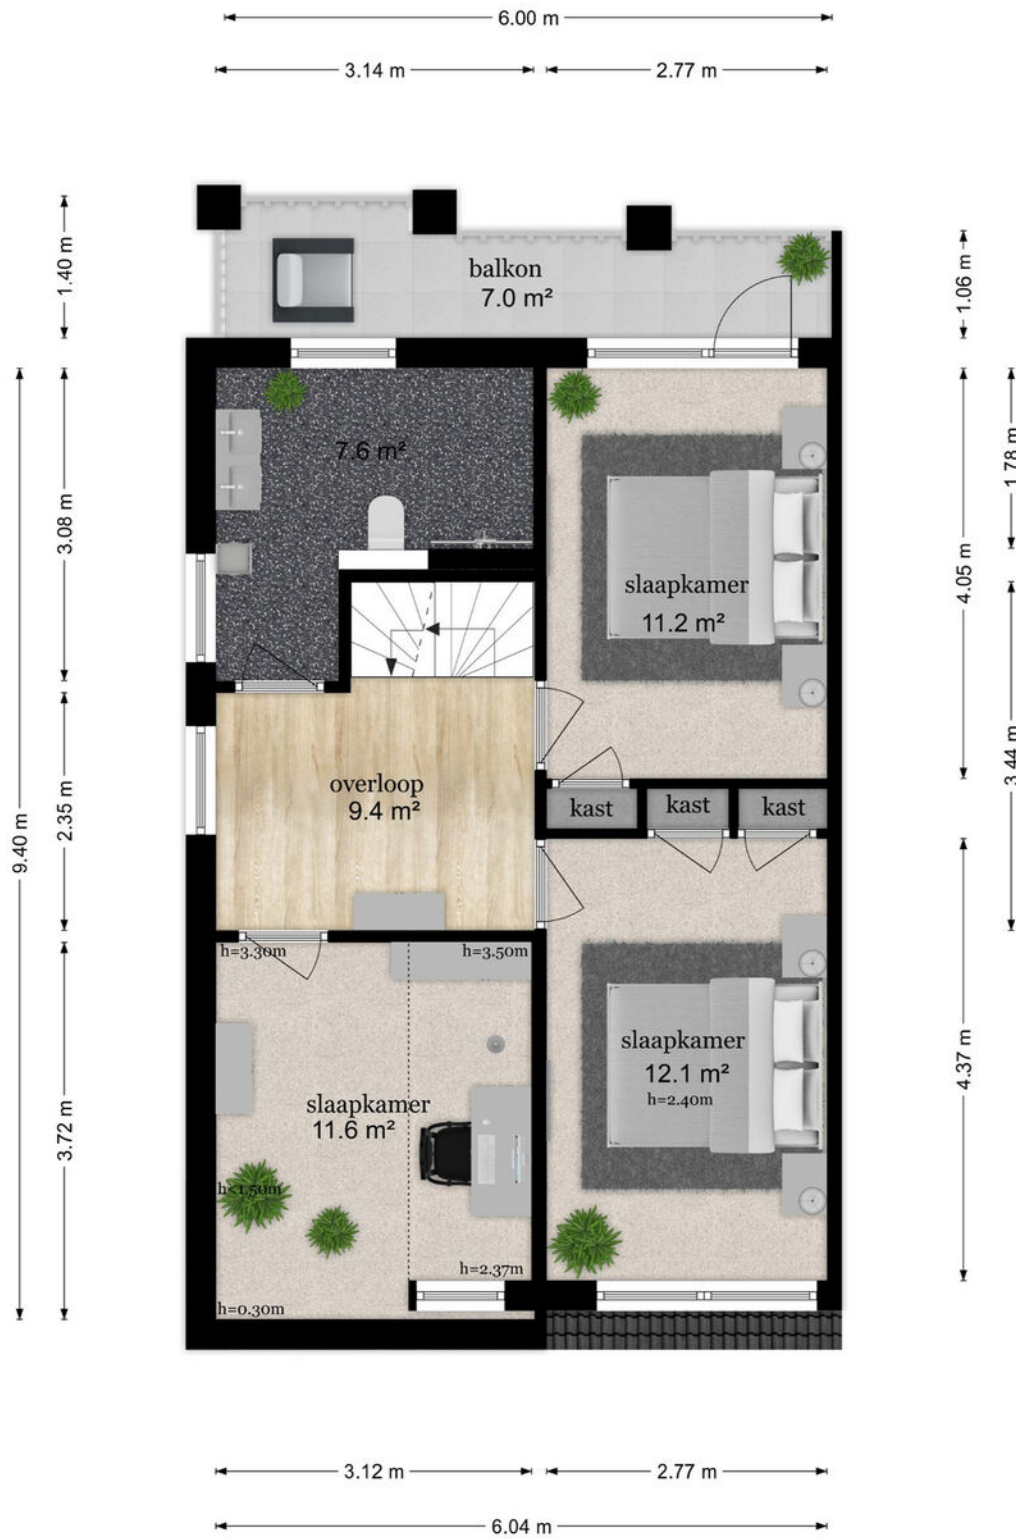 6.00 m
3.14 m
2.77 m
1.40 m
1.06 m
balkon
7.0 m²
7.6 m²
3.08 m
1.78 m
4.05 m
slaapkamer
11.2 m²
3.44 m
overloop
9.4 m²
kast
kast
kast
2.35 m
9.40 m
h=3.30m
h=3.50m
slaapkamer
12.1 m²
h=2.40m
4.37 m
slaapkamer
11.6 m²
3.72 m
h<1.50m
h=2.37m
h=0.30m
3.12 m
2.77 m
6.04 m